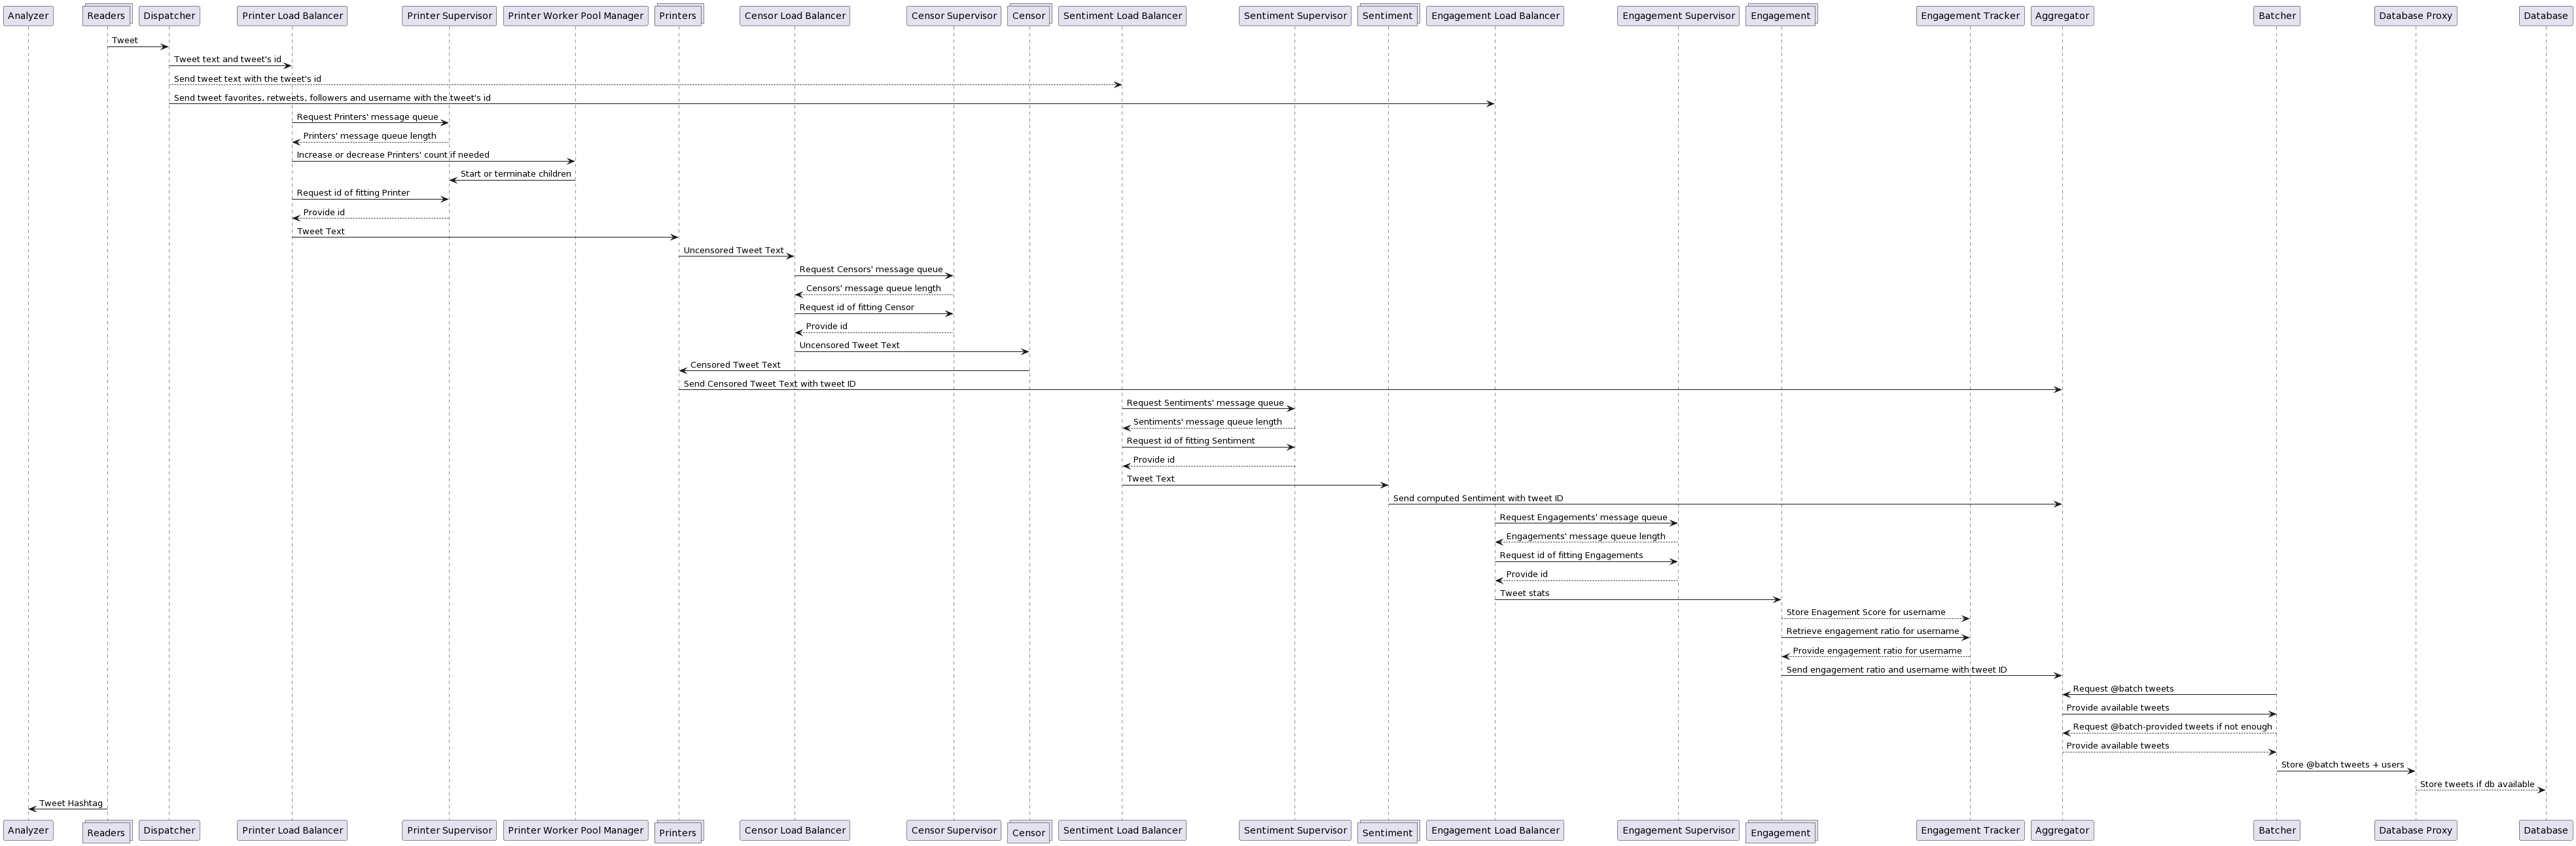 Analyzer
Readers
Dispatcher
Printer Load Balancer
Printer Supervisor
Printer Worker Pool Manager
Printers
Censor Load Balancer
Censor Supervisor
Censor
Sentiment Load Balancer
Sentiment Supervisor
Sentiment
Engagement Load Balancer
Engagement Supervisor
Engagement
Engagement Tracker
Aggregator
Batcher
Database Proxy
Database
Tweet
Tweet text and tweet's id
Send tweet text with the tweet's id
Send tweet favorites, retweets, followers and username with the tweet's id
Request Printers' message queue
Printers' message queue length
Increase or decrease Printers' count if needed
Start or terminate children
Request id of fitting Printer
Provide id
Tweet Text
Uncensored Tweet Text
Request Censors' message queue
Censors' message queue length
Request id of fitting Censor
Provide id
Uncensored Tweet Text
Censored Tweet Text
Send Censored Tweet Text with tweet ID
Request Sentiments' message queue
Sentiments' message queue length
Request id of fitting Sentiment
Provide id
Tweet Text
Send computed Sentiment with tweet ID
Request Engagements' message queue
Engagements' message queue length
Request id of fitting Engagements
Provide id
Tweet stats
Store Enagement Score for username
Retrieve engagement ratio for username
Provide engagement ratio for username
Send engagement ratio and username with tweet ID
Request @batch tweets
Provide available tweets
Request @batch-provided tweets if not enough
Provide available tweets
Store @batch tweets + users
Store tweets if db available
Tweet Hashtag
Analyzer
Readers
Dispatcher
Printer Load Balancer
Printer Supervisor
Printer Worker Pool Manager
Printers
Censor Load Balancer
Censor Supervisor
Censor
Sentiment Load Balancer
Sentiment Supervisor
Sentiment
Engagement Load Balancer
Engagement Supervisor
Engagement
Engagement Tracker
Aggregator
Batcher
Database Proxy
Database